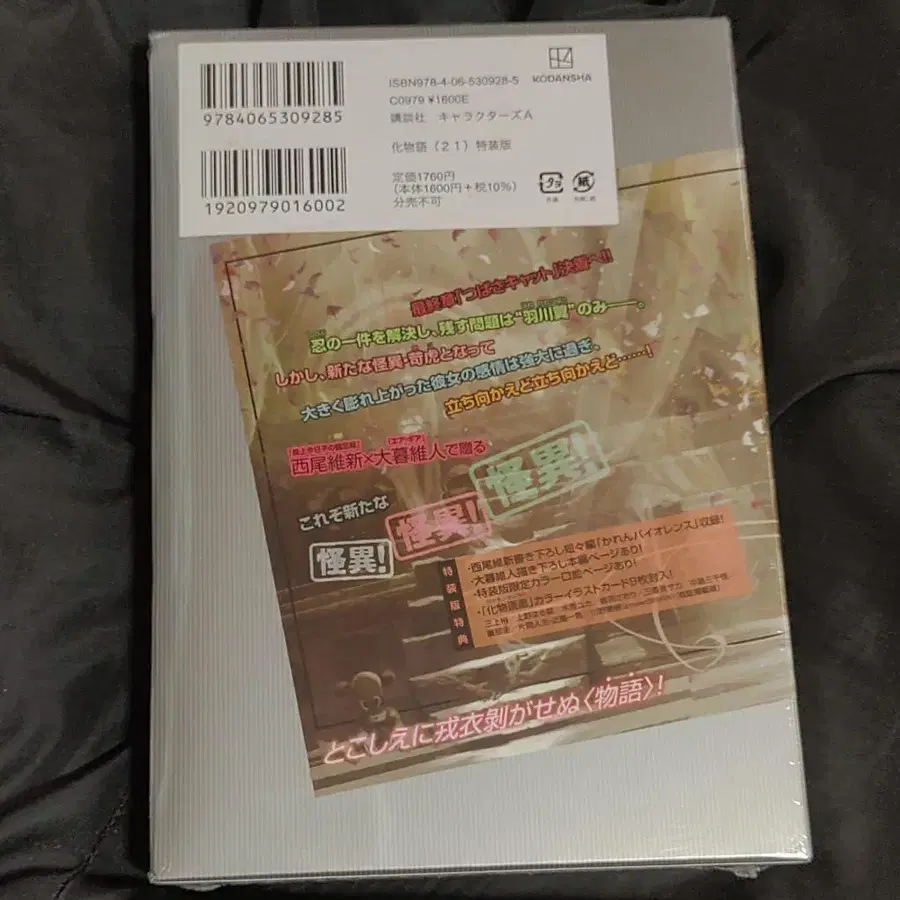 ISBN978-4-06-530928-5
C0979 ¥1600E
講談社 キャラクターズA
化物語(21)特装版
定価1760円
(本体1600円+税10%)
分売不可
KODANSHA
9784065309285
1920979016002
紙
最終章「つばさキャット」決着へ!!
忍の一件を解決し、残す問題は“羽川翼”のみ——。
しかし、新たな怪異・苛虎となって
大きく膨れ上がった彼女の感情は強大に過ぎ、
立ち向かえど立ち向かえど……!
西尾維新×大暮維人で贈る
エア・ギア
これぞ新たな
怪異!
怪異!
怪異!
特装版特典
・西尾維新書き下ろし短々編「かれんバイオレンス」収録!
・大暮維人描き下ろし本編ページあり!
・特装版限定カラー口絵ページあり!
カラーイラストカード9枚封入!
とこしえに戎衣剝がせぬ〈物語〉!